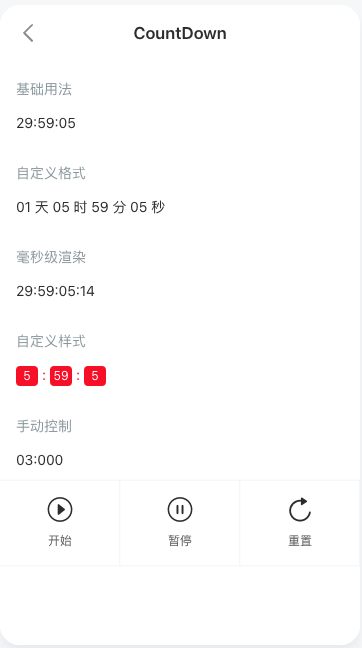 CountDown
基础用法
29:59:05
自定义格式
01 天 05 时 59 分 05 秒
毫秒级渲染
29:59:05:14
自定义样式
5 : 59 : 5
手动控制
03:000
开始 暂停 重置